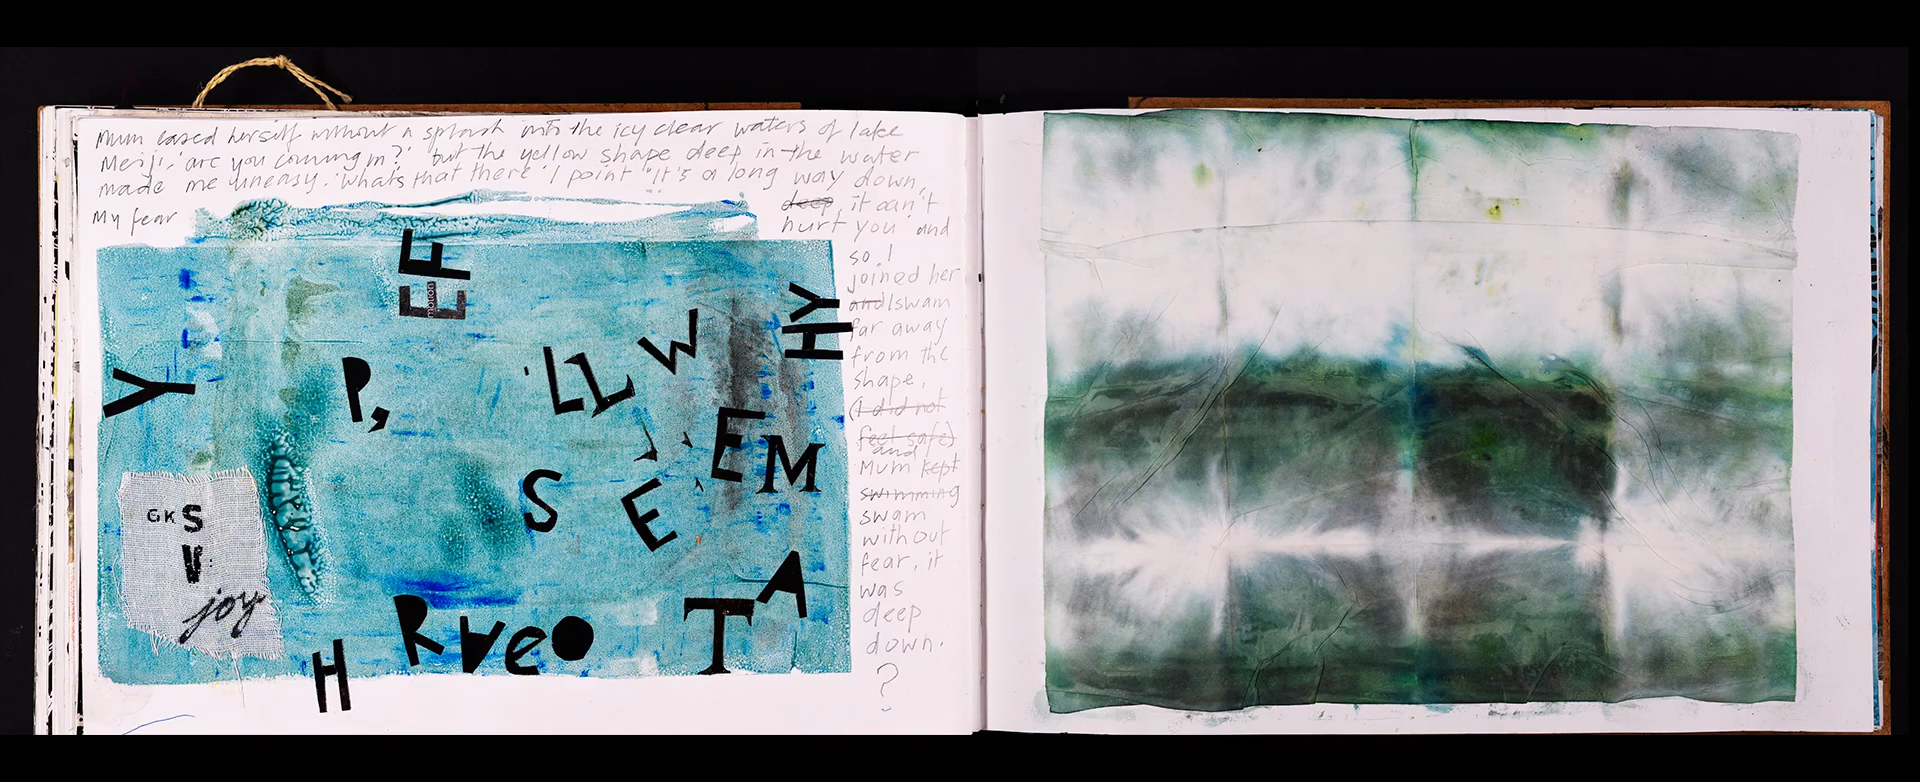 Mum eased herself without a splash into the icy clear waters of lake
Meiji, 'are you coming in?' but the yellow shape deep in the water
made me uneasy. 'whats that there' I point 'it's a long way down,
My fear
deep, it can't
hurt you and
so I
joined her
and I swam
far away
from the
shape.
(I did not
feel safe)
and
Mum kept
swimming
swam
without
fear, it
was
deep
down.
?
EF
motion
HY
W
'LL
Y
P,
EM
S
E
GKS
V
joy
A
T
H
RVeO